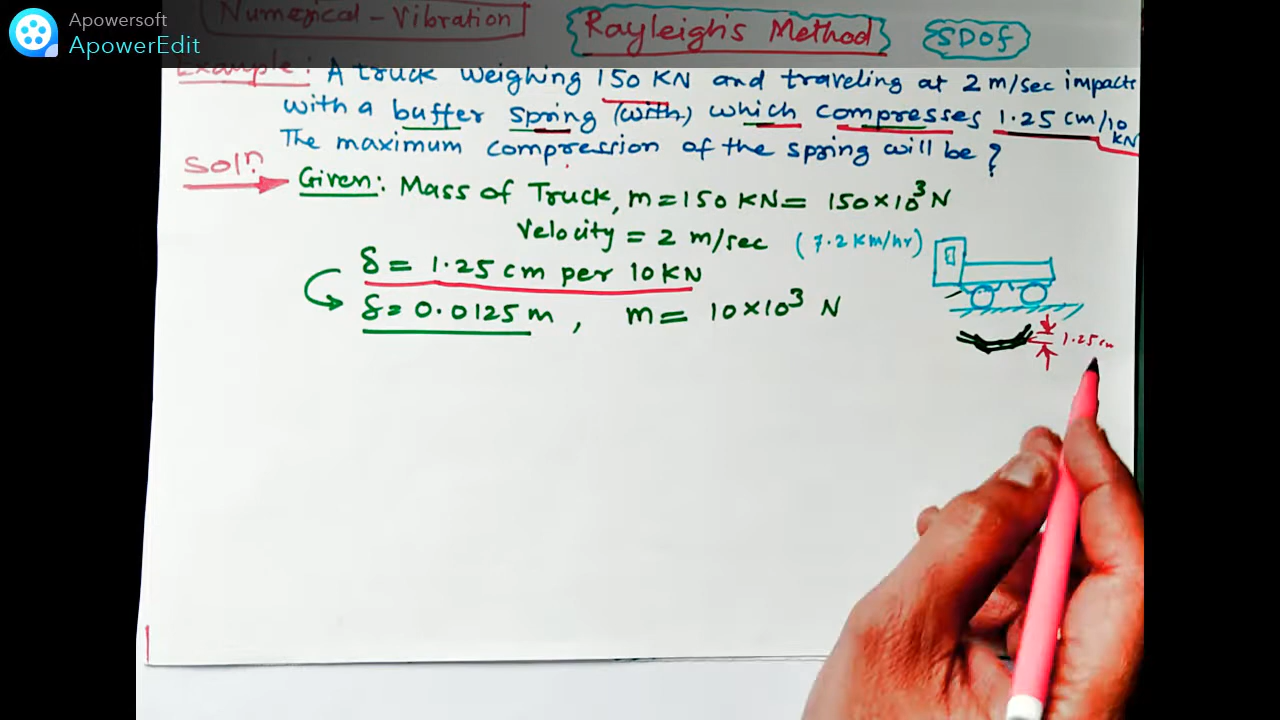 Apowersoft
ApowerEdit
Numerical - Vibration
Rayleigh's Method
SDOF
Example: A truck weighing 150 KN and traveling at 2 m/sec impacts
with a buffer spring (with) which compresses 1.25 cm/10 KN
The maximum compression of the spring will be ?
Solⁿ
Given: Mass of Truck, m = 150 KN = 150×10³ N
Velocity = 2 m/sec (7.2 Km/hr)
δ = 1.25 cm per 10 KN
δ = 0.0125 m, m = 10×10³ N
1.25 cm